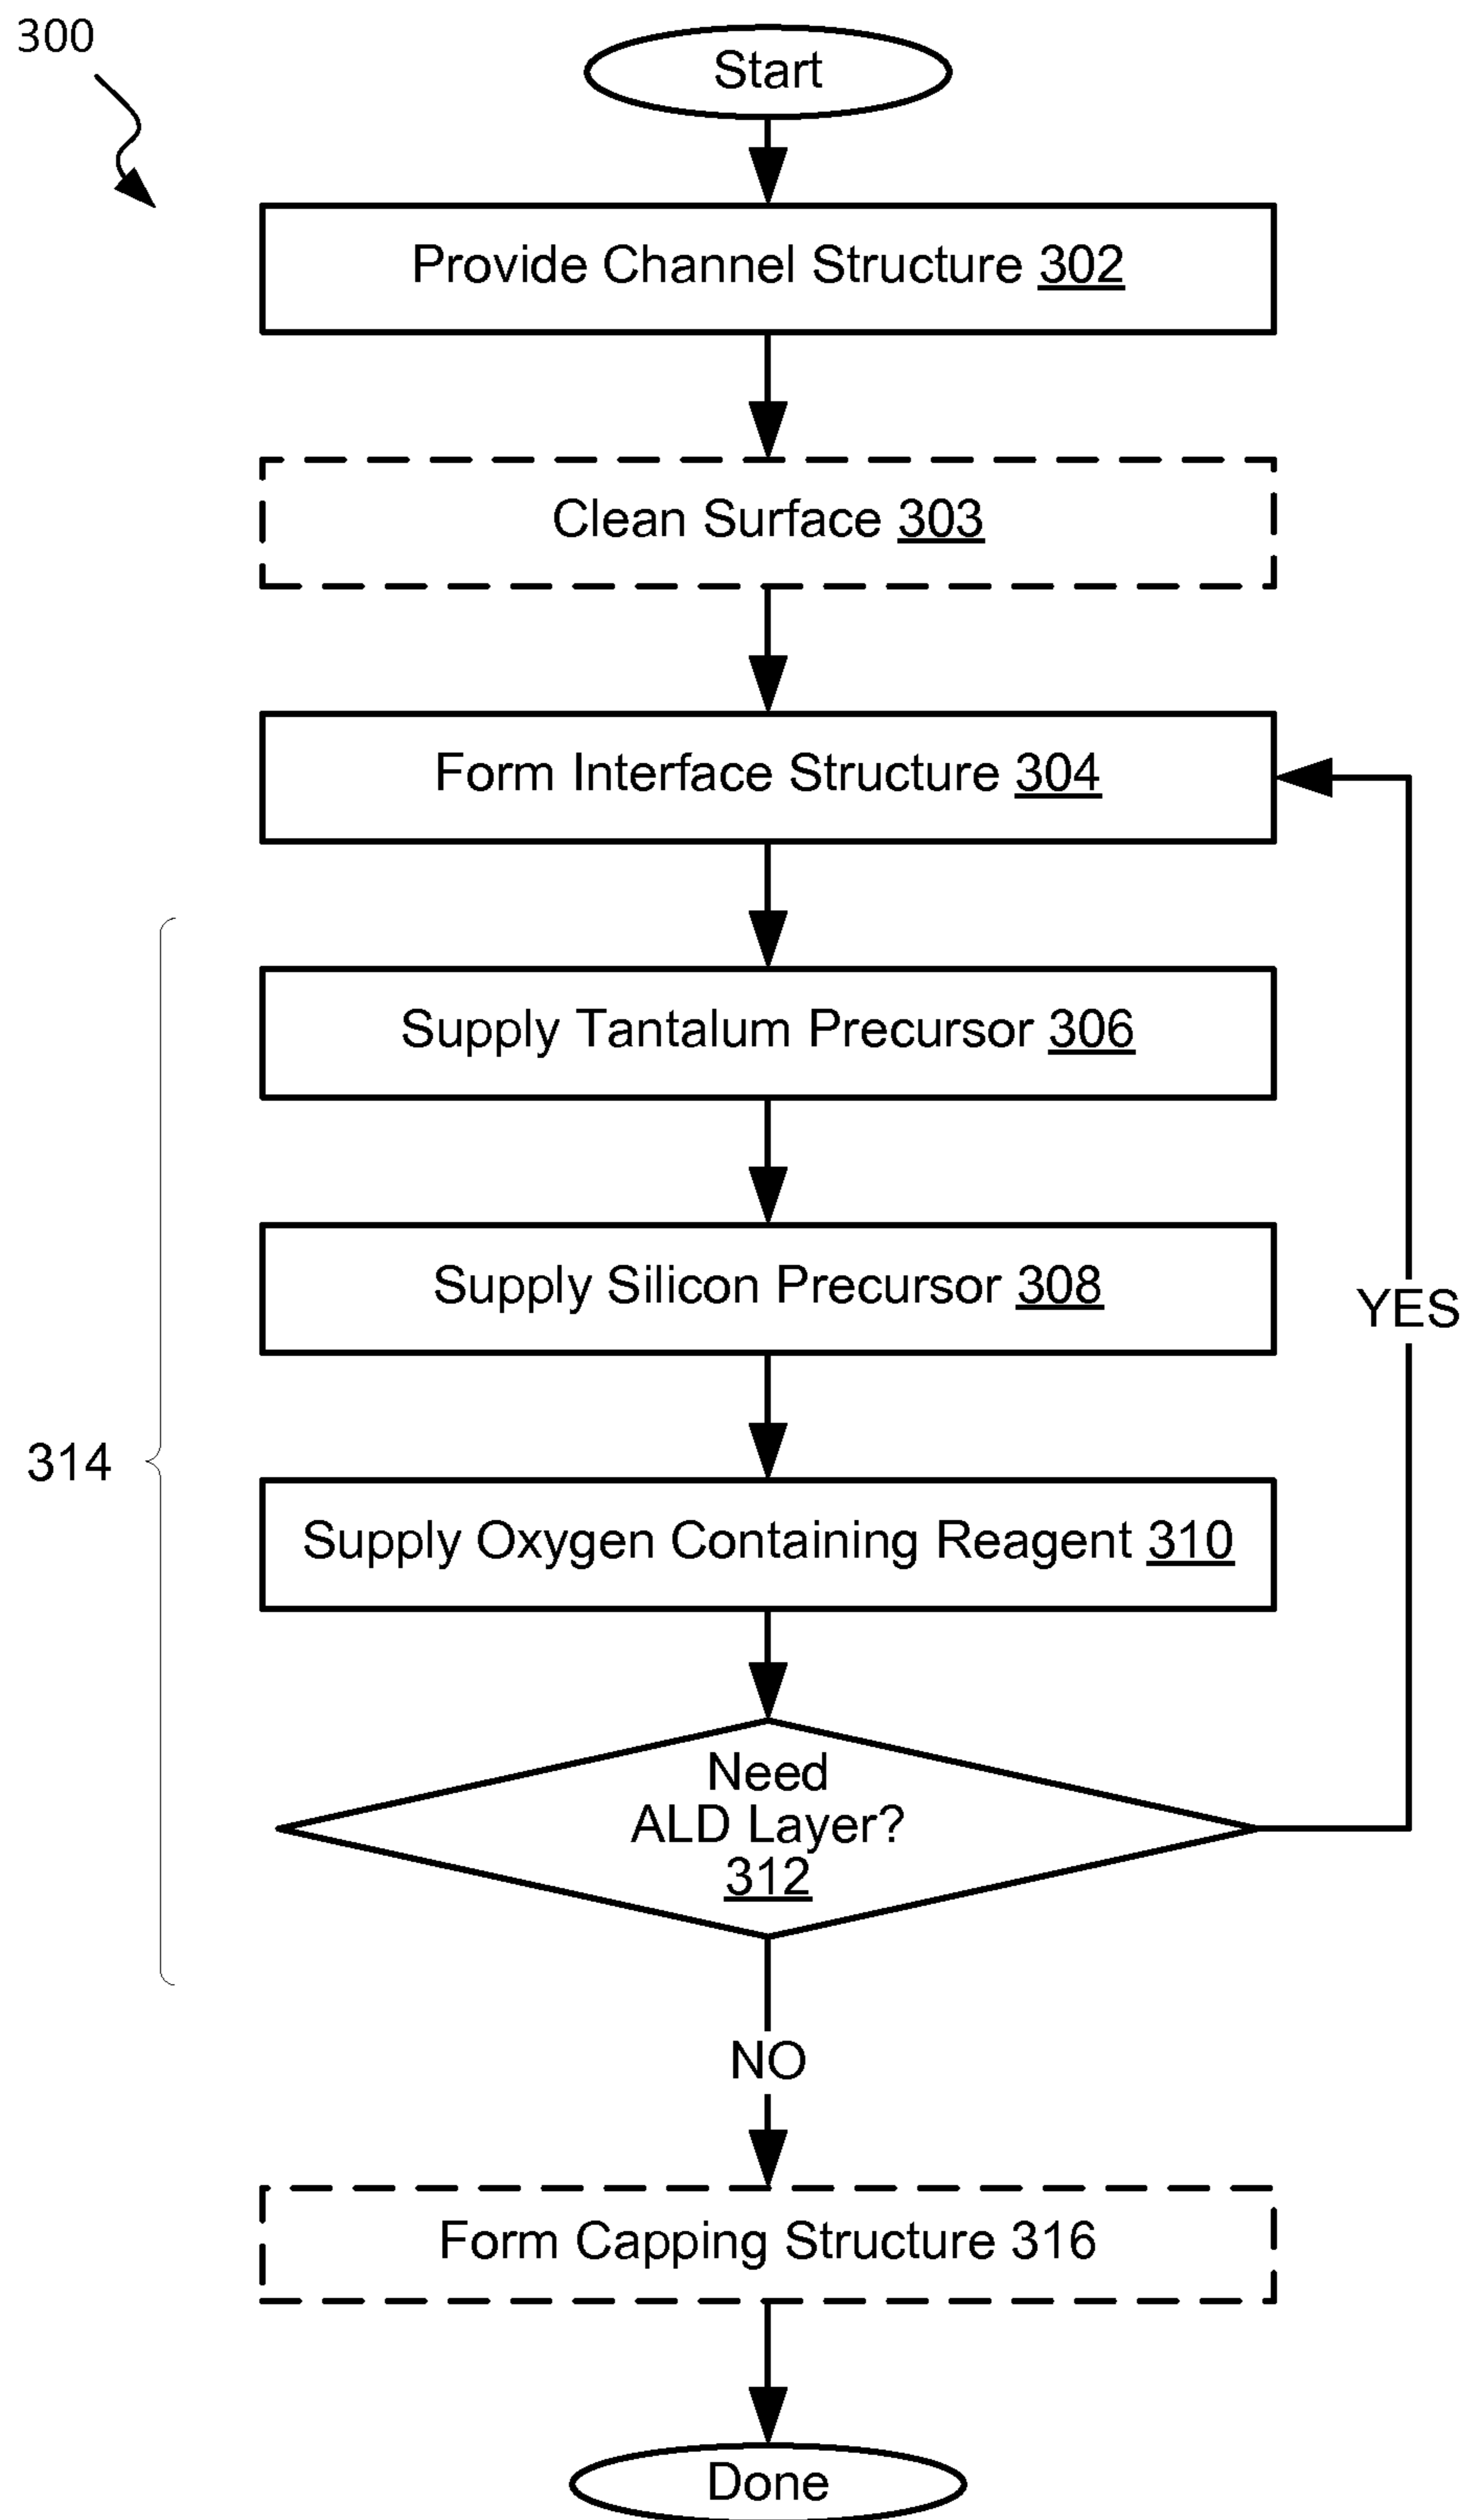 300
Start
Provide Channel Structure 302
Clean Surface 303
Form Interface Structure 304
Supply Tantalum Precursor 306
Supply Silicon Precursor 308
YES
314
Supply Oxygen Containing Reagent 310
Need
ALD Layer?
312
NO
Form Capping Structure 316
Done